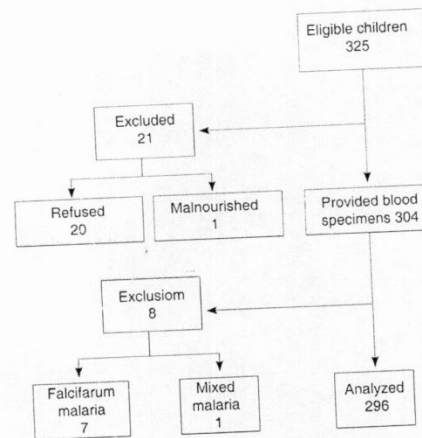 Eligible children
325
Excluded
21
Refused
20
Malnourished
1
Provided blood
specimens 304
Exclusiom
8
Falcifarum
malaria
7
Mixed
malaria
1
Analyzed
296